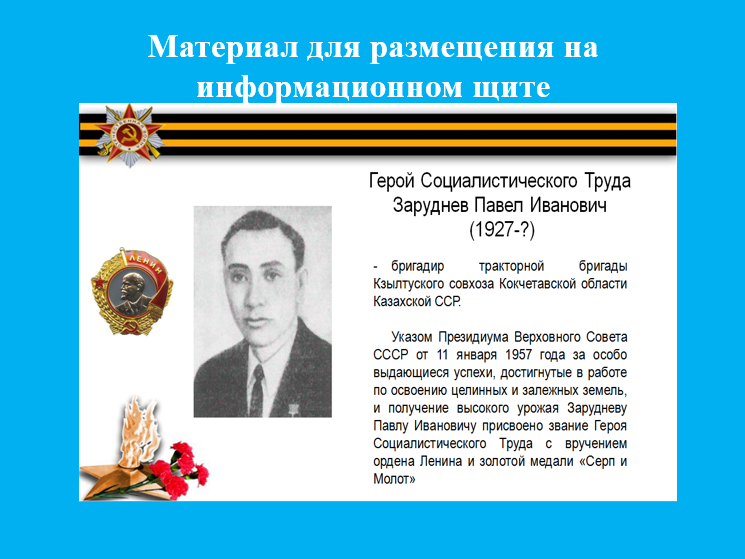 Материал для размещения на
информационном щите
Герой Социалистического Труда
Заруднев Павел Иванович
(1927-?)
ЛЕНИН
- бригадир тракторной бригады
Кзылтуского совхоза Кокчетавской области
Казахской ССР.
Указом Президиума Верховного Совета
СССР от 11 января 1957 года за особо
выдающиеся успехи, достигнутые в работе
по освоению целинных и залежных земель,
и получение высокого урожая Зарудневу
Павлу Ивановичу присвоено звание Героя
Социалистического Труда с вручением
ордена Ленина и золотой медали «Серп и
Молот»